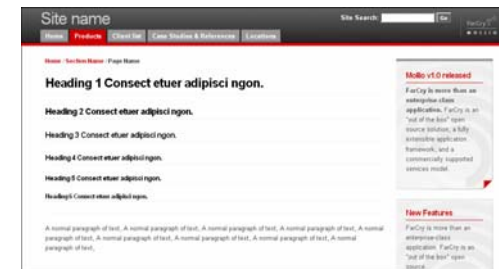 Site name
Site Search: Go
FarCry
Home Products Client list Case Studies & References Locations
Home / Section Name / Page Name
Heading 1 Consect etuer adipisci ngon.
Heading 2 Consect etuer adipisci ngon.
Heading 3 Consect etuer adipisci ngon.
Heading 4 Consect etuer adipisci ngon.
Heading 5 Consect etuer adipisci ngon.
Heading6 Consect etuer adipisci ngon.
A normal paragraph of text, A normal paragraph of text, A normal paragraph of text, A normal paragraph of text, A normal
paragraph of text, A normal paragraph of text, A normal paragraph of text, A normal paragraph of text, A normal
paragraph of text,
Mollio v1.0 released
FarCry is more than an
enterprise-class
application. FarCry is an
"out of the box" open
source solution, a fully
extensible application
framework, and a
commercially supported
services model.
New Features
FarCry is more than an
enterprise-class
application. FarCry is an
"out of the box" open
source